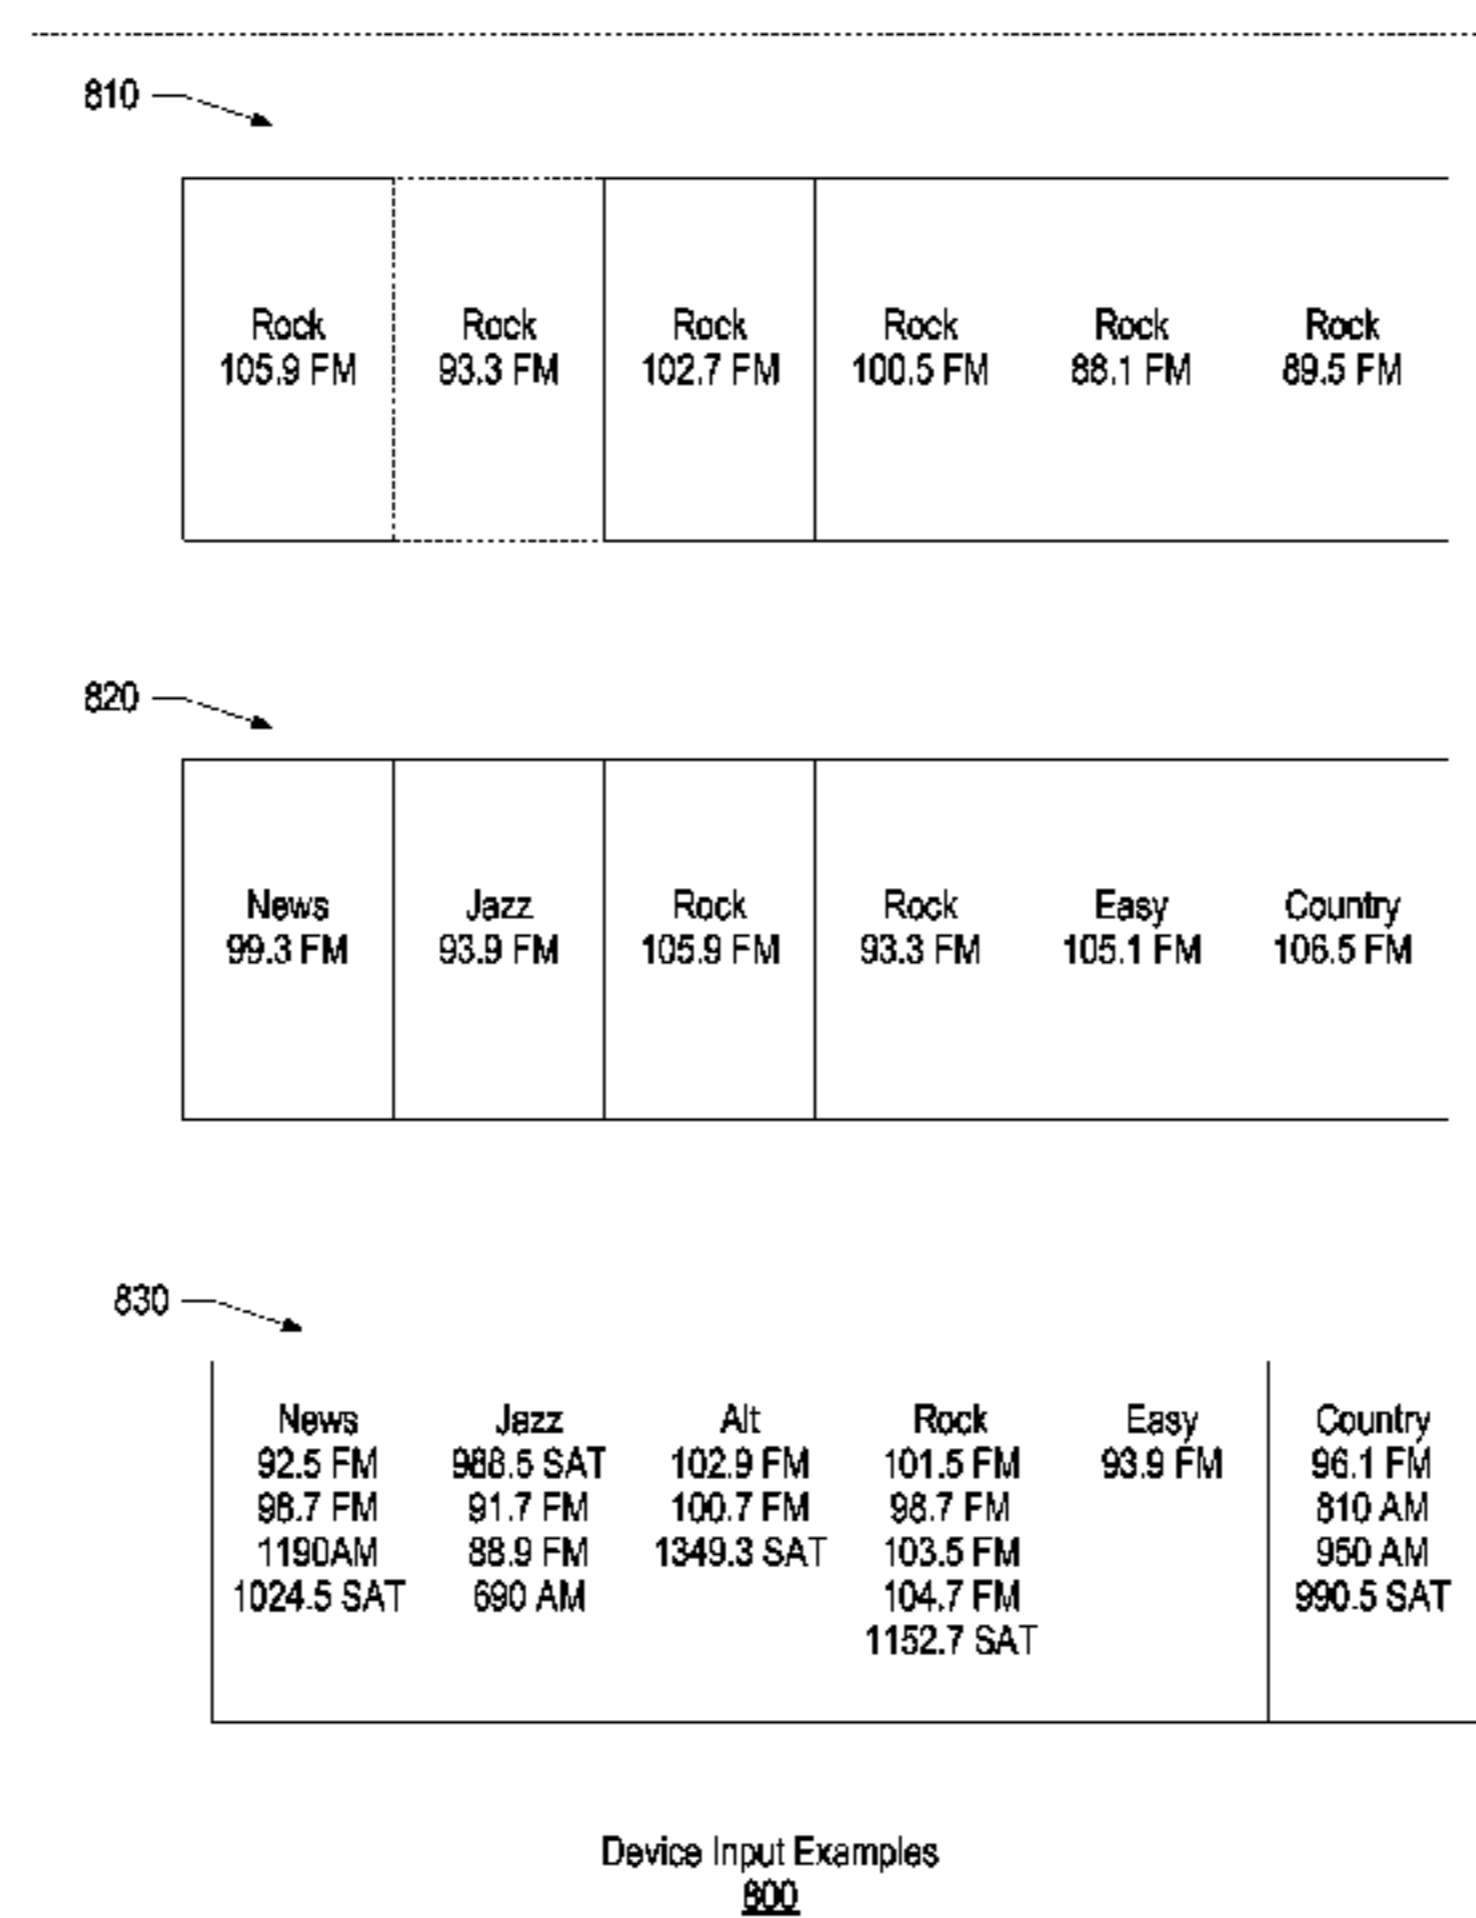 810
Rock Rock Rock Rock Rock Rock
105.9 FM 93.3 FM 102.7 FM 100.5 FM 88.1 FM 89.5 FM
820
News Jazz Rock Rock Easy Country
99.3 FM 93.9 FM 105.9 FM 93.3 FM 105.1 FM 106.5 FM
830
News Jazz Alt Rock Easy Country
92.5 FM 988.5 SAT 102.9 FM 101.5 FM 93.9 FM 96.1 FM
98.7 FM 91.7 FM 100.7 FM 98.7 FM 810 AM
1190AM 88.9 FM 1349.3 SAT 103.5 FM 950 AM
1024.5 SAT 690 AM 104.7 FM 990.5 SAT
1152.7 SAT
Device Input Examples
800